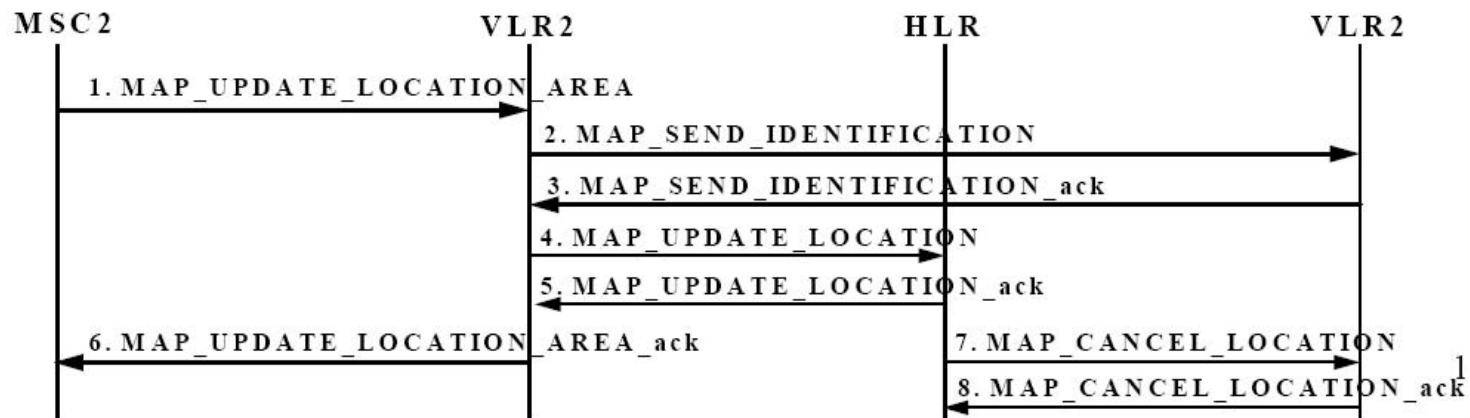 MSC2 VLR2 HLR VLR2
1. MAP_UPDATE_LOCATION_AREA
2. MAP_SEND_IDENTIFICATION
3. MAP_SEND_IDENTIFICATION_ack
4. MAP_UPDATE_LOCATION
5. MAP_UPDATE_LOCATION_ack
6. MAP_UPDATE_LOCATION_AREA_ack 7. MAP_CANCEL_LOCATION
1
8. MAP_CANCEL_LOCATION_ack